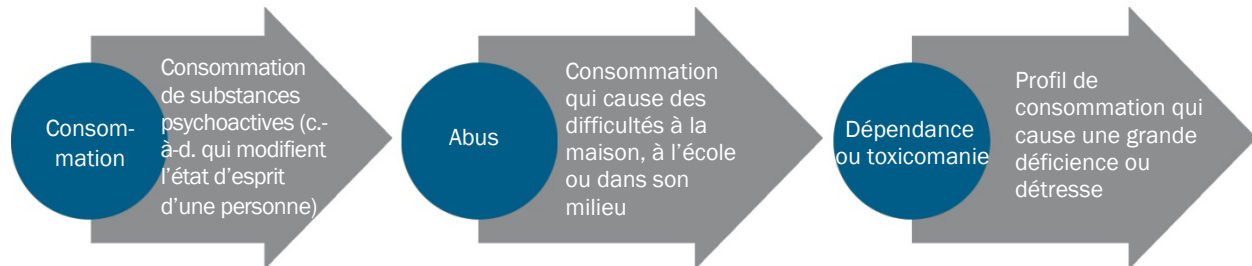 Consom-
mation
Consommation
de substances
psychoactives (c.-
à-d. qui modifient
l'état d'esprit
d'une personne)
Abus
Consommation
qui cause des
difficultés à la
maison, à l'école
ou dans son
milieu
Dépendance
ou toxicomanie
Profil de
consommation qui
cause une grande
déficience ou
détresse